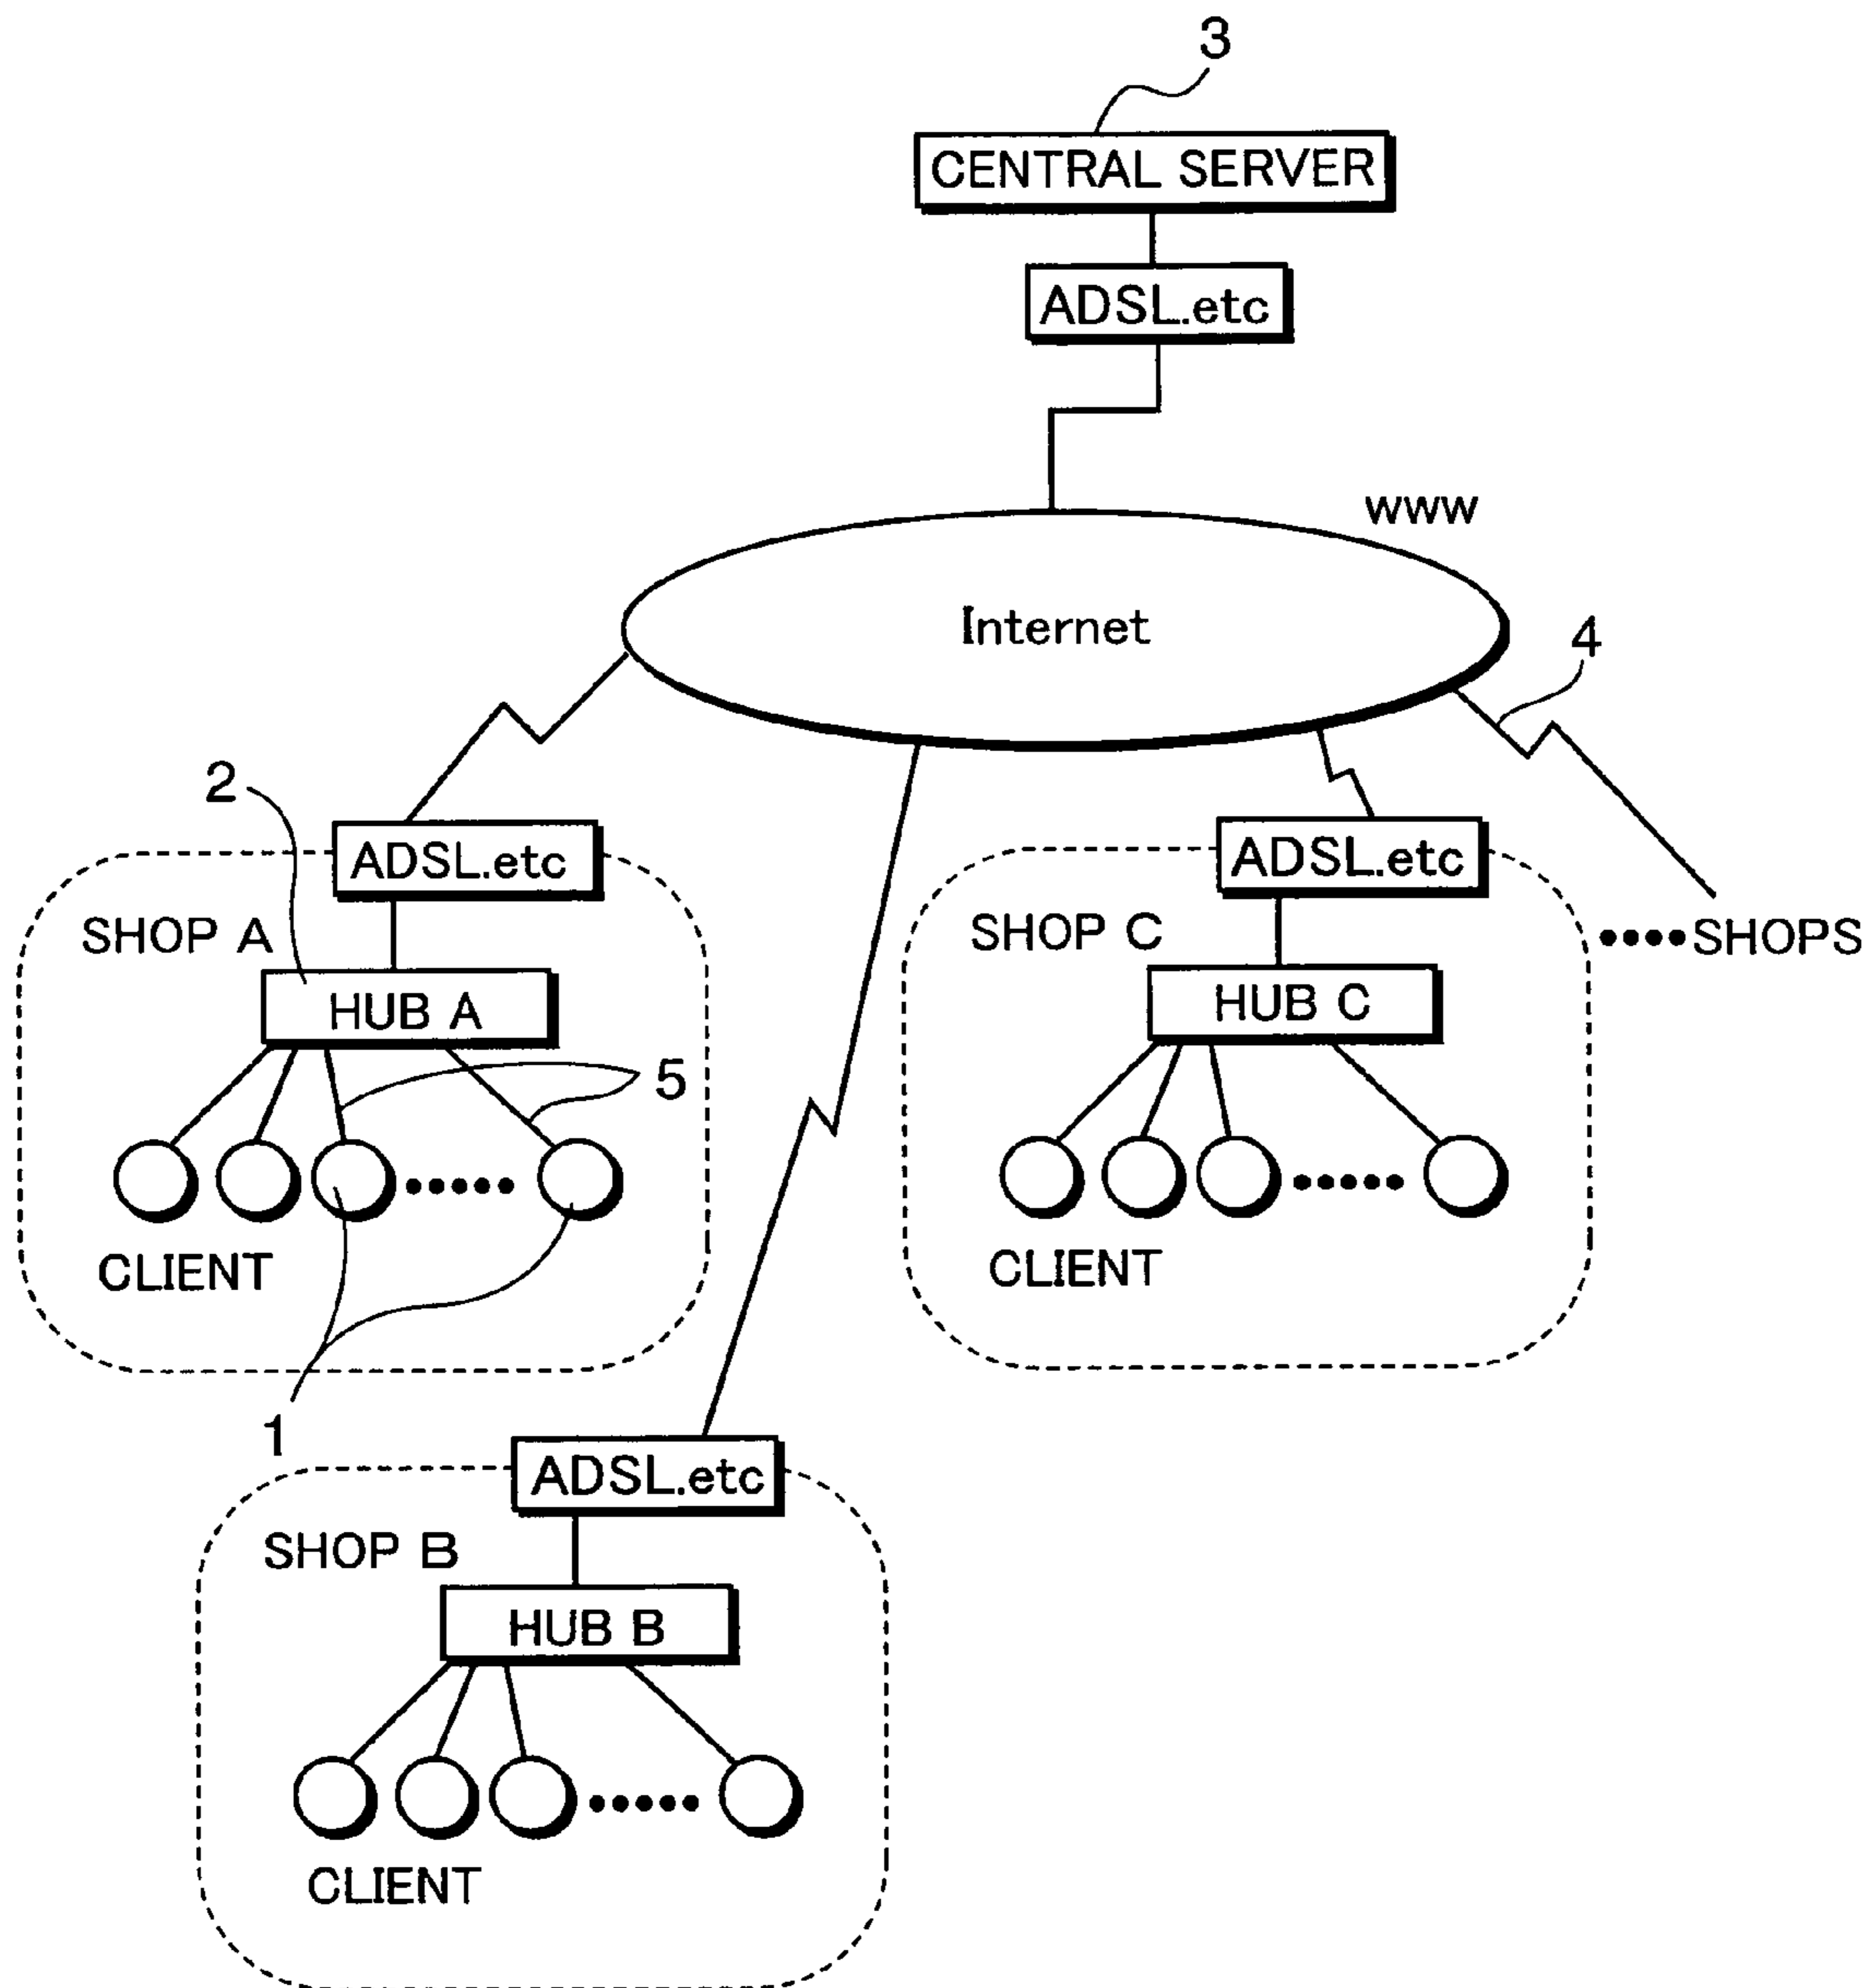 3
CENTRAL SERVER
ADSL.etc
www
Internet
4
2
ADSL.etc
SHOP A
HUB A
5
CLIENT
1
ADSL.etc
SHOP C
••••SHOPS
HUB C
•••••
CLIENT
ADSL.etc
SHOP B
HUB B
•••••
CLIENT